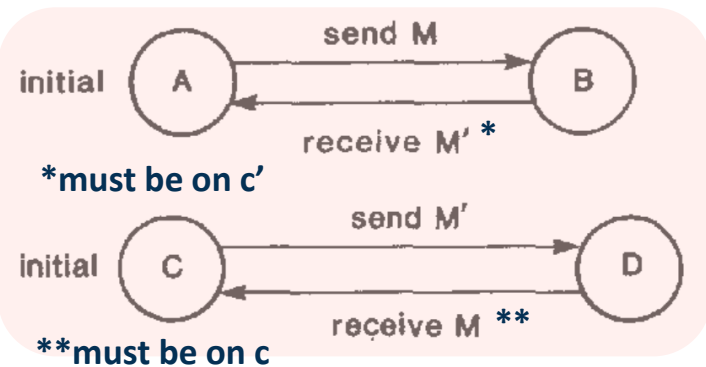 send M
initial A B
receive M′ *
*must be on c’
send M′
initial C D
receive M **
**must be on c